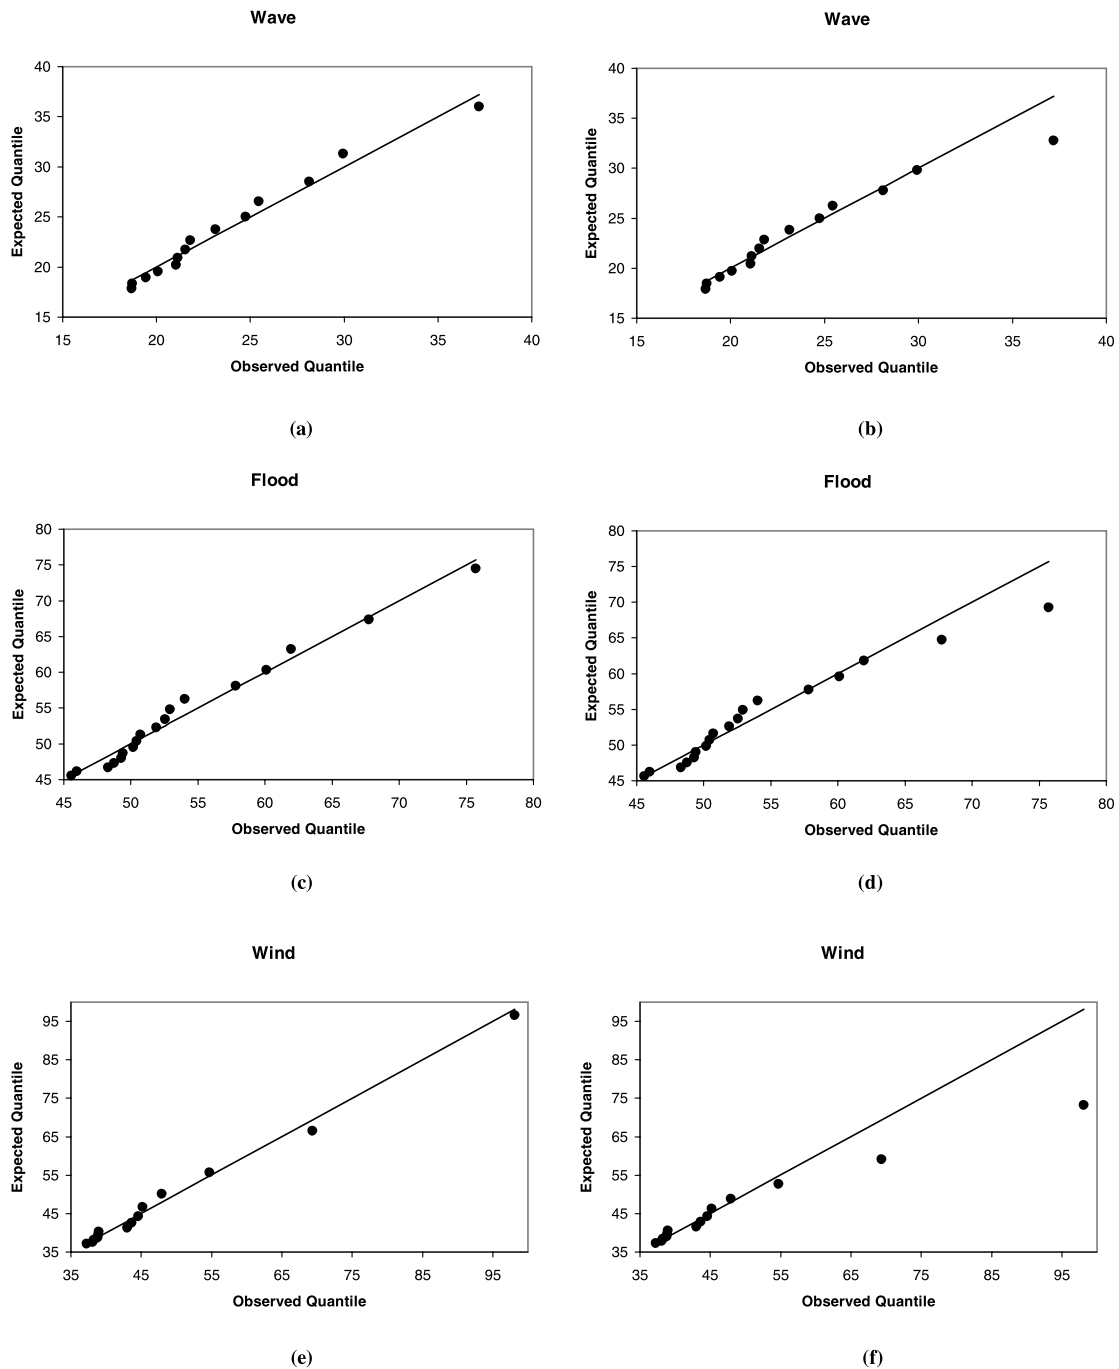 Wave
40
35
30
25
20
15
15 20 25 30 35 40
Expected Quantile
Observed Quantile
(a)
Wave
40
35
30
25
20
15
15 20 25 30 35 40
Expected Quantile
Observed Quantile
(b)
Flood
80
75
70
65
60
55
50
45
45 50 55 60 65 70 75 80
Expected Quantile
Observed Quantile
(c)
Flood
80
75
70
65
60
55
50
45
45 50 55 60 65 70 75 80
Expected Quantile
Observed Quantile
(d)
Wind
95
85
75
65
55
45
35
35 45 55 65 75 85 95
Expected Quantile
Observed Quantile
(e)
Wind
95
85
75
65
55
45
35
35 45 55 65 75 85 95
Expected Quantile
Observed Quantile
(f)